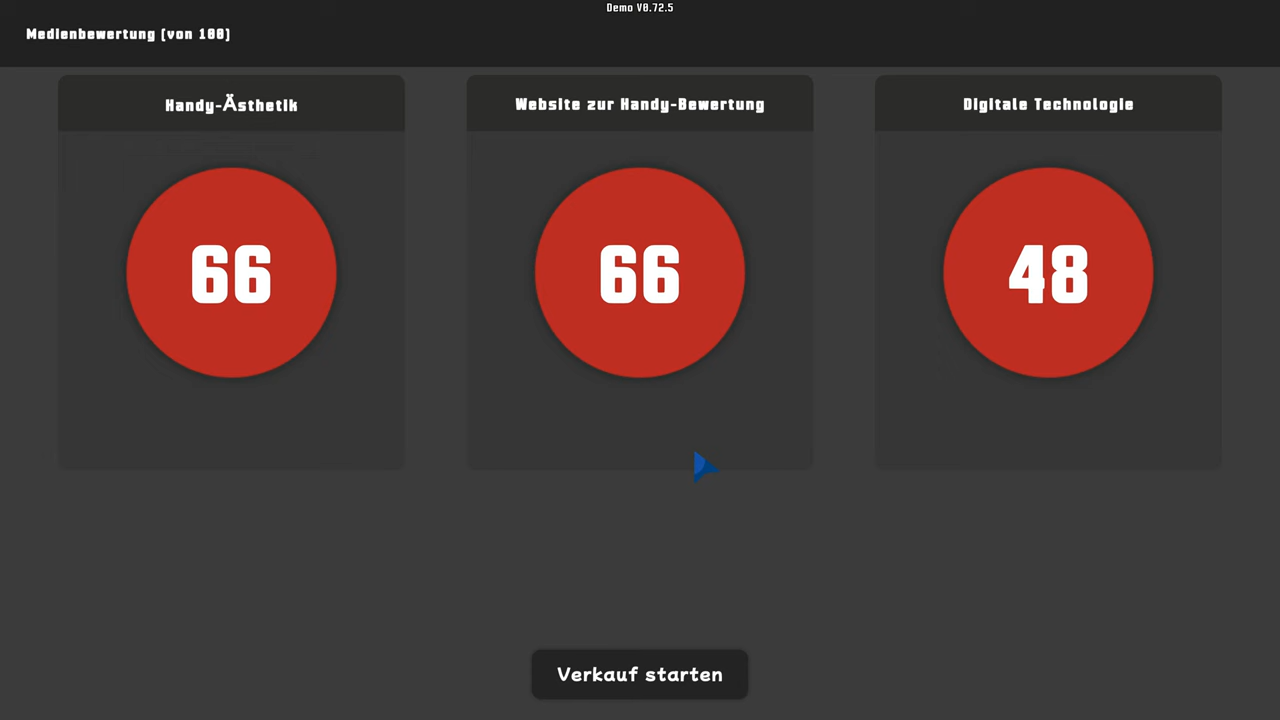 Demo V0.72.5
Medienbewertung (von 100)
Handy-Ästhetik
Website zur Handy-Bewertung
Digitale Technologie
66
66
48
Verkauf starten